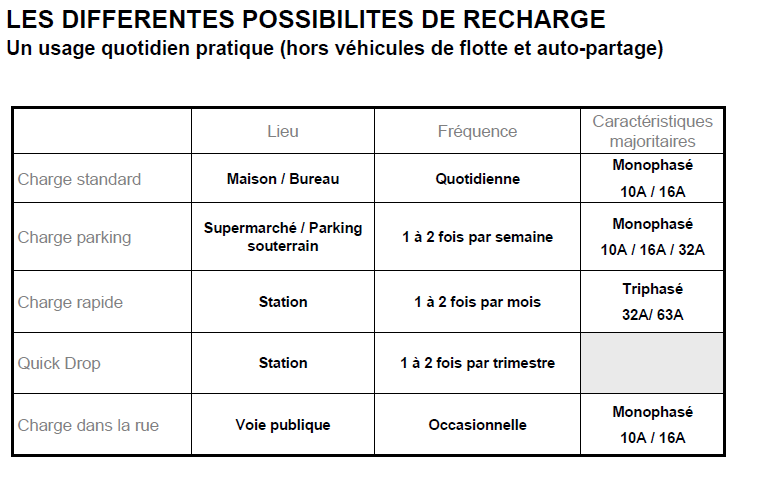 LES DIFFERENTES POSSIBILITES DE RECHARGE
Un usage quotidien pratique (hors véhicules de flotte et auto-partage)
Lieu
Fréquence
Caractéristiques
majoritaires
Charge standard
Maison / Bureau
Quotidienne
Monophasé
10A / 16A
Charge parking
Supermarché / Parking
souterrain
1 à 2 fois par semaine
Monophasé
10A / 16A / 32A
Charge rapide
Station
1 à 2 fois par mois
Triphasé
32A/ 63A
Quick Drop
Station
1 à 2 fois par trimestre
Charge dans la rue
Voie publique
Occasionnelle
Monophasé
10A / 16A